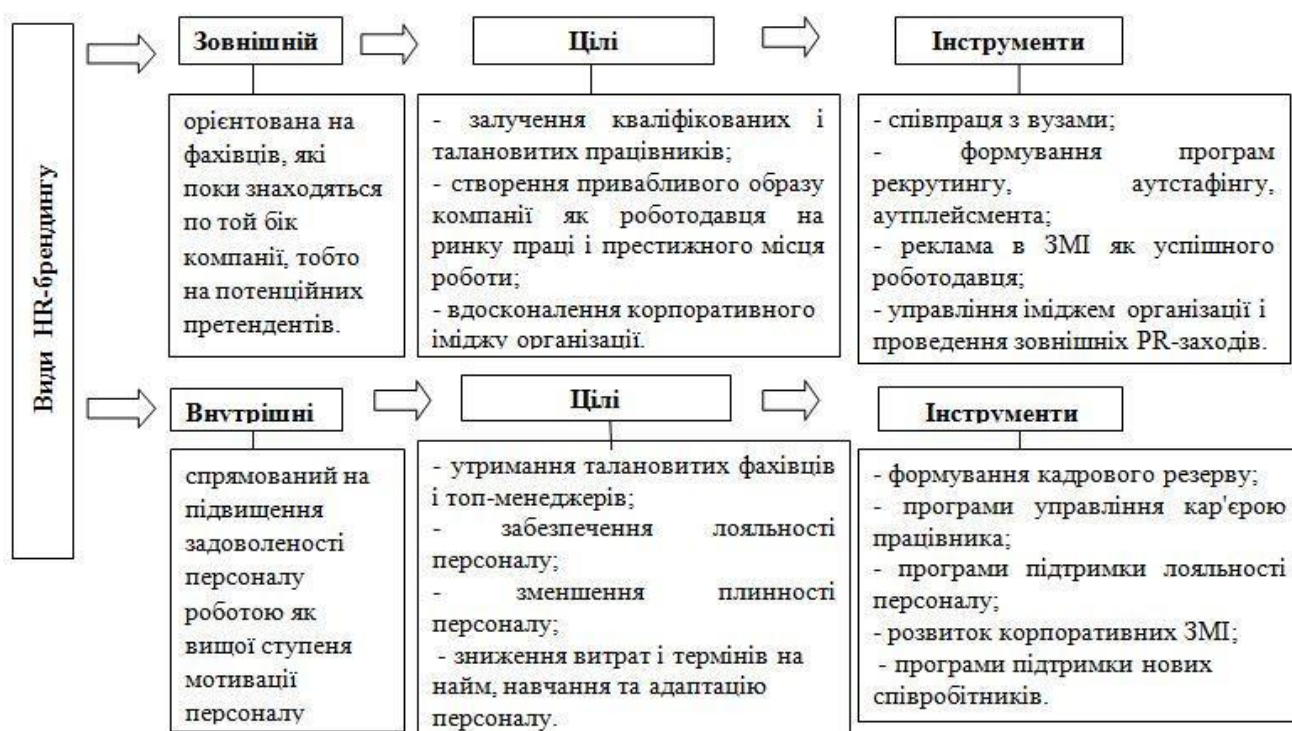 Види HR-брендингу
Зовнішній
Цілі
Інструменти
орієнтована на
фахівців, які
поки знаходяться
по той бік
компанії, тобто
на потенційних
претендентів.
- залучення кваліфікованих і
талановитих працівників;
- створення привабливого образу
компанії як роботодавця на
ринку праці і престижного місця
роботи;
- вдосконалення корпоративного
іміджу організації.
- співпраця з вузами;
- формування програм
рекрутингу, аутстафінгу,
аутплейсмента;
- реклама в ЗМІ як успішного
роботодавця;
- управління іміджем організації і
проведення зовнішніх PR-заходів.
Внутрішні
Цілі
Інструменти
спрямований на
підвищення
задоволеності
персоналу
роботою як
вищої ступеня
мотивації
персоналу
- утримання талановитих фахівців
і топ-менеджерів;
- забезпечення лояльності
персоналу;
- зменшення плинності
персоналу;
- зниження витрат і термінів на
найм, навчання та адаптацію
персоналу.
- формування кадрового резерву;
- програми управління кар'єрою
працівника;
- програми підтримки лояльності
персоналу;
- розвиток корпоративних ЗМІ;
- програми підтримки нових
співробітників.